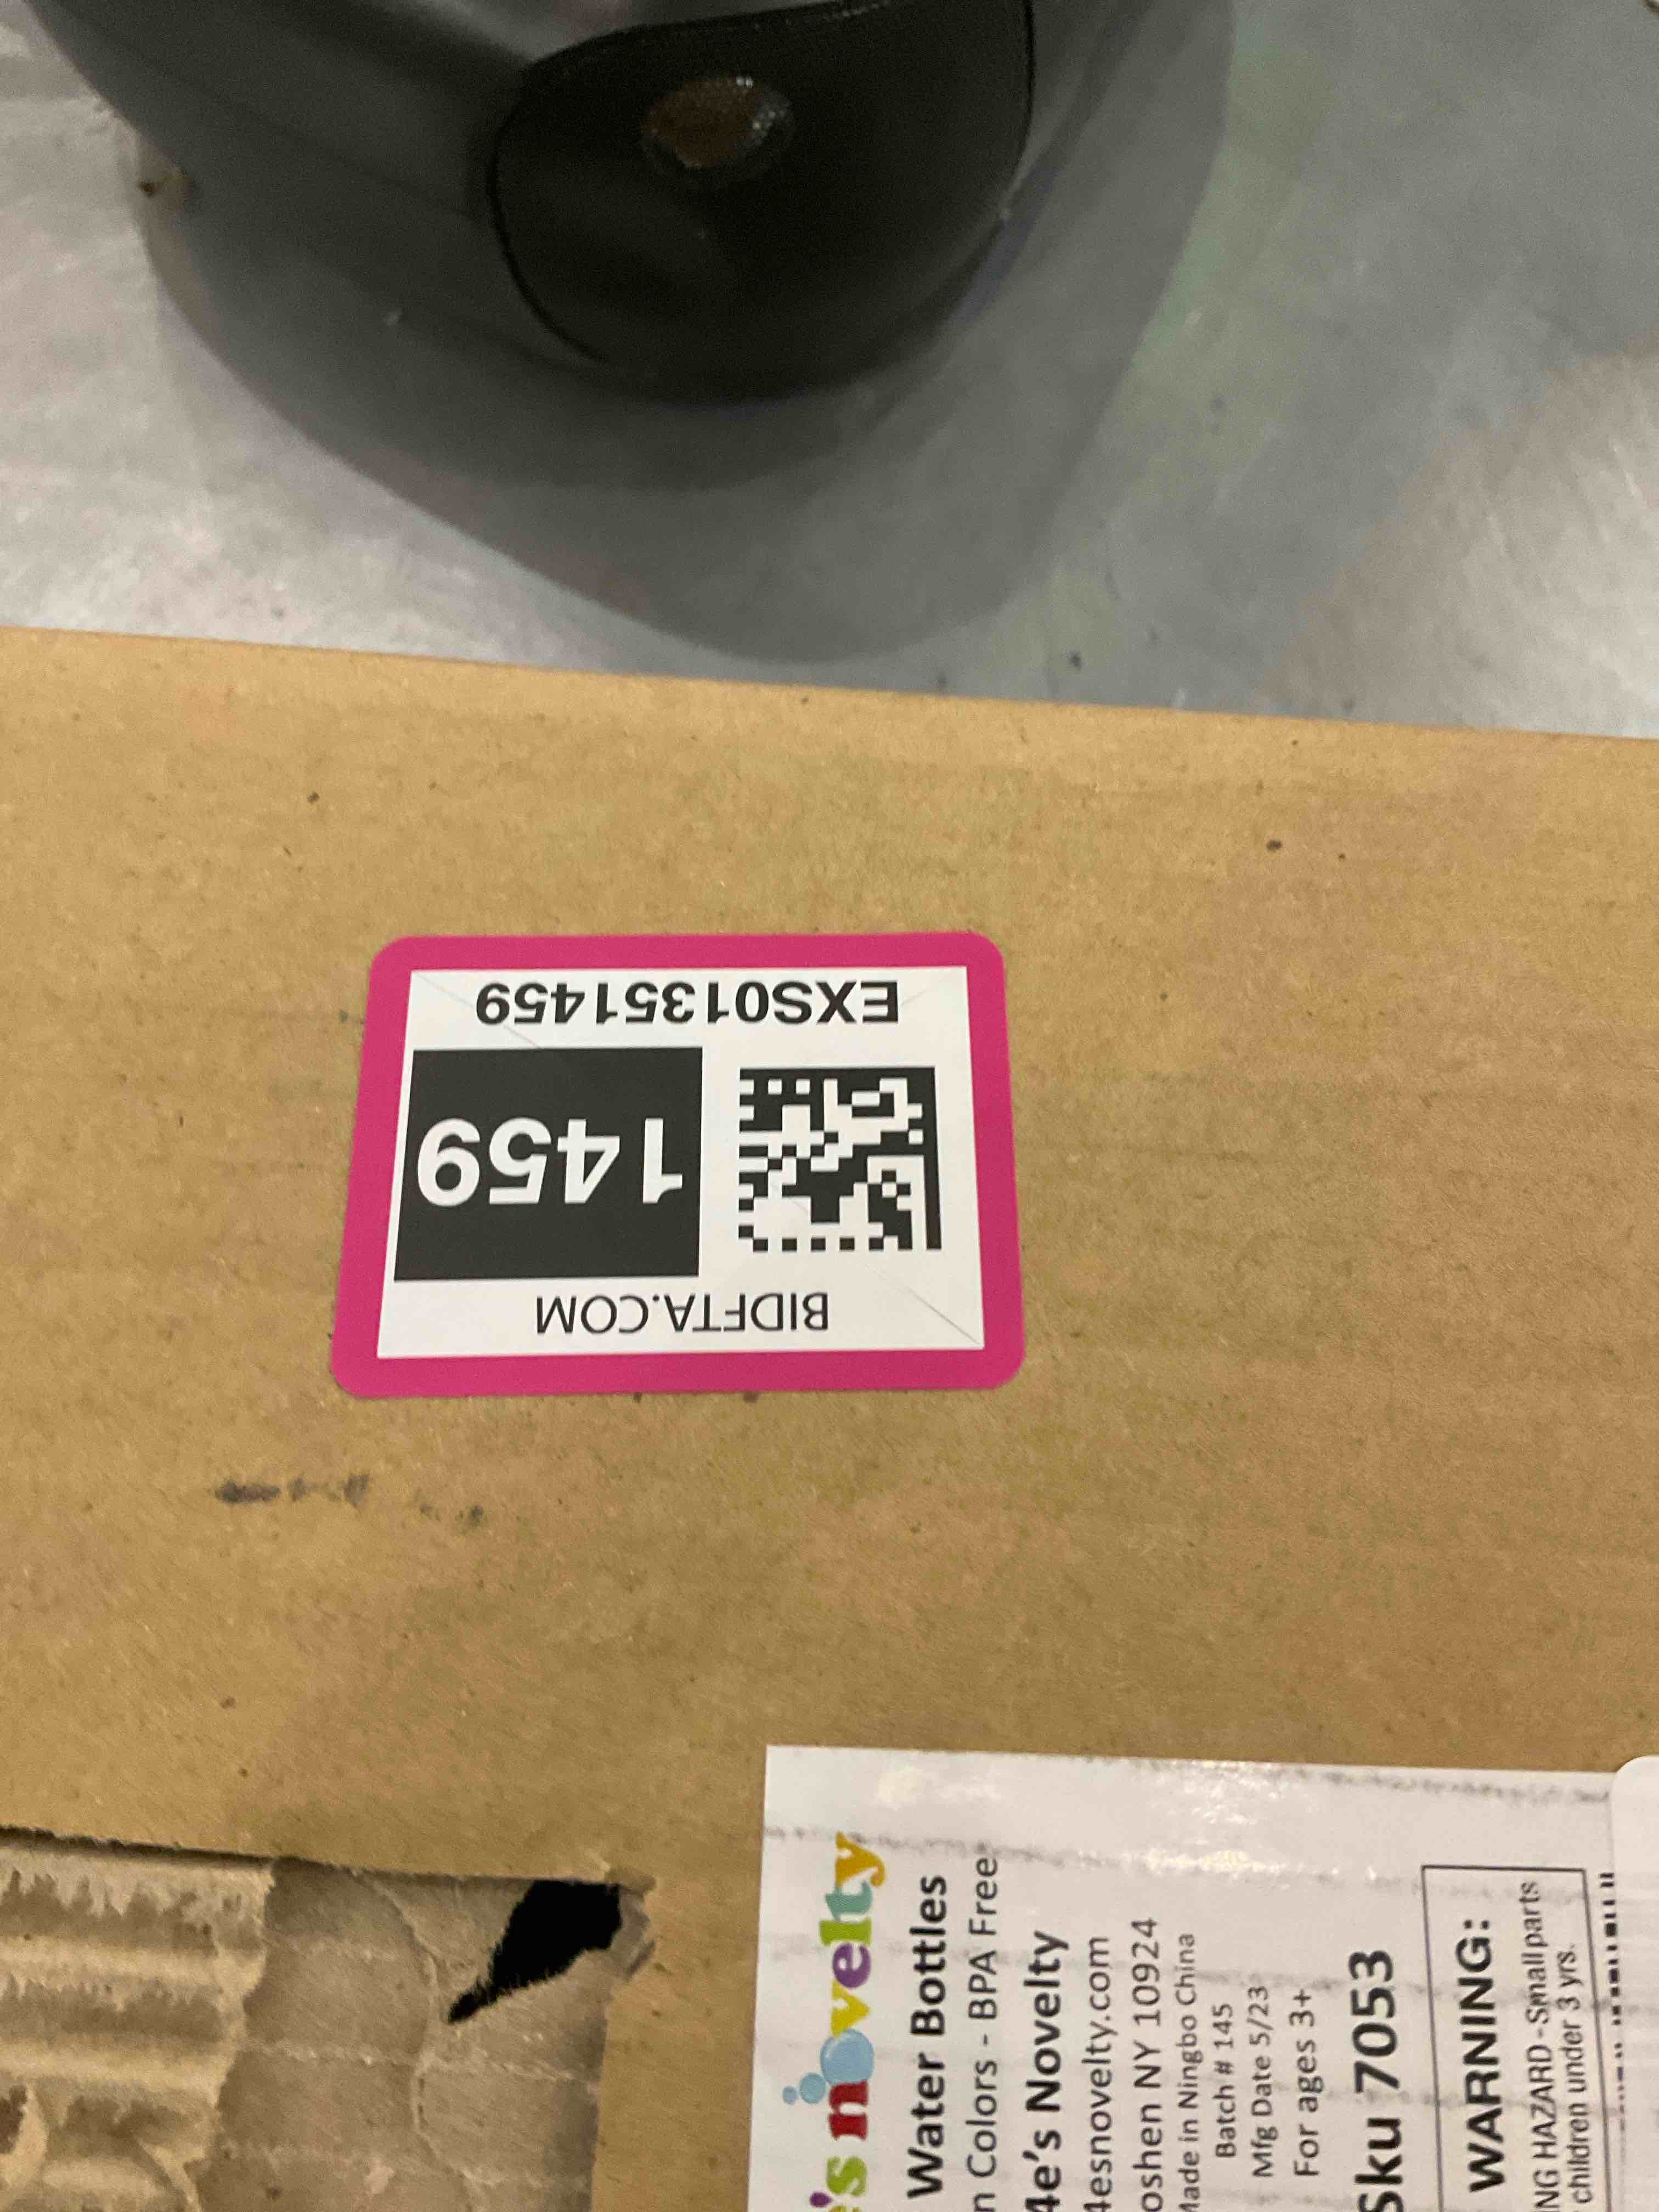 EXS01351459
1459
BIDFTA.COM
's novelty
Water Bottles
Colors - BPA Free
4e's Novelty
4esnovelty.com
oshen NY 10924
Made in Ningbo China
Batch # 145
Mfg Date 5/23
For ages 3+
Sku 7053
WARNING:
NG HAZARD - Small parts
children under 3 yrs.